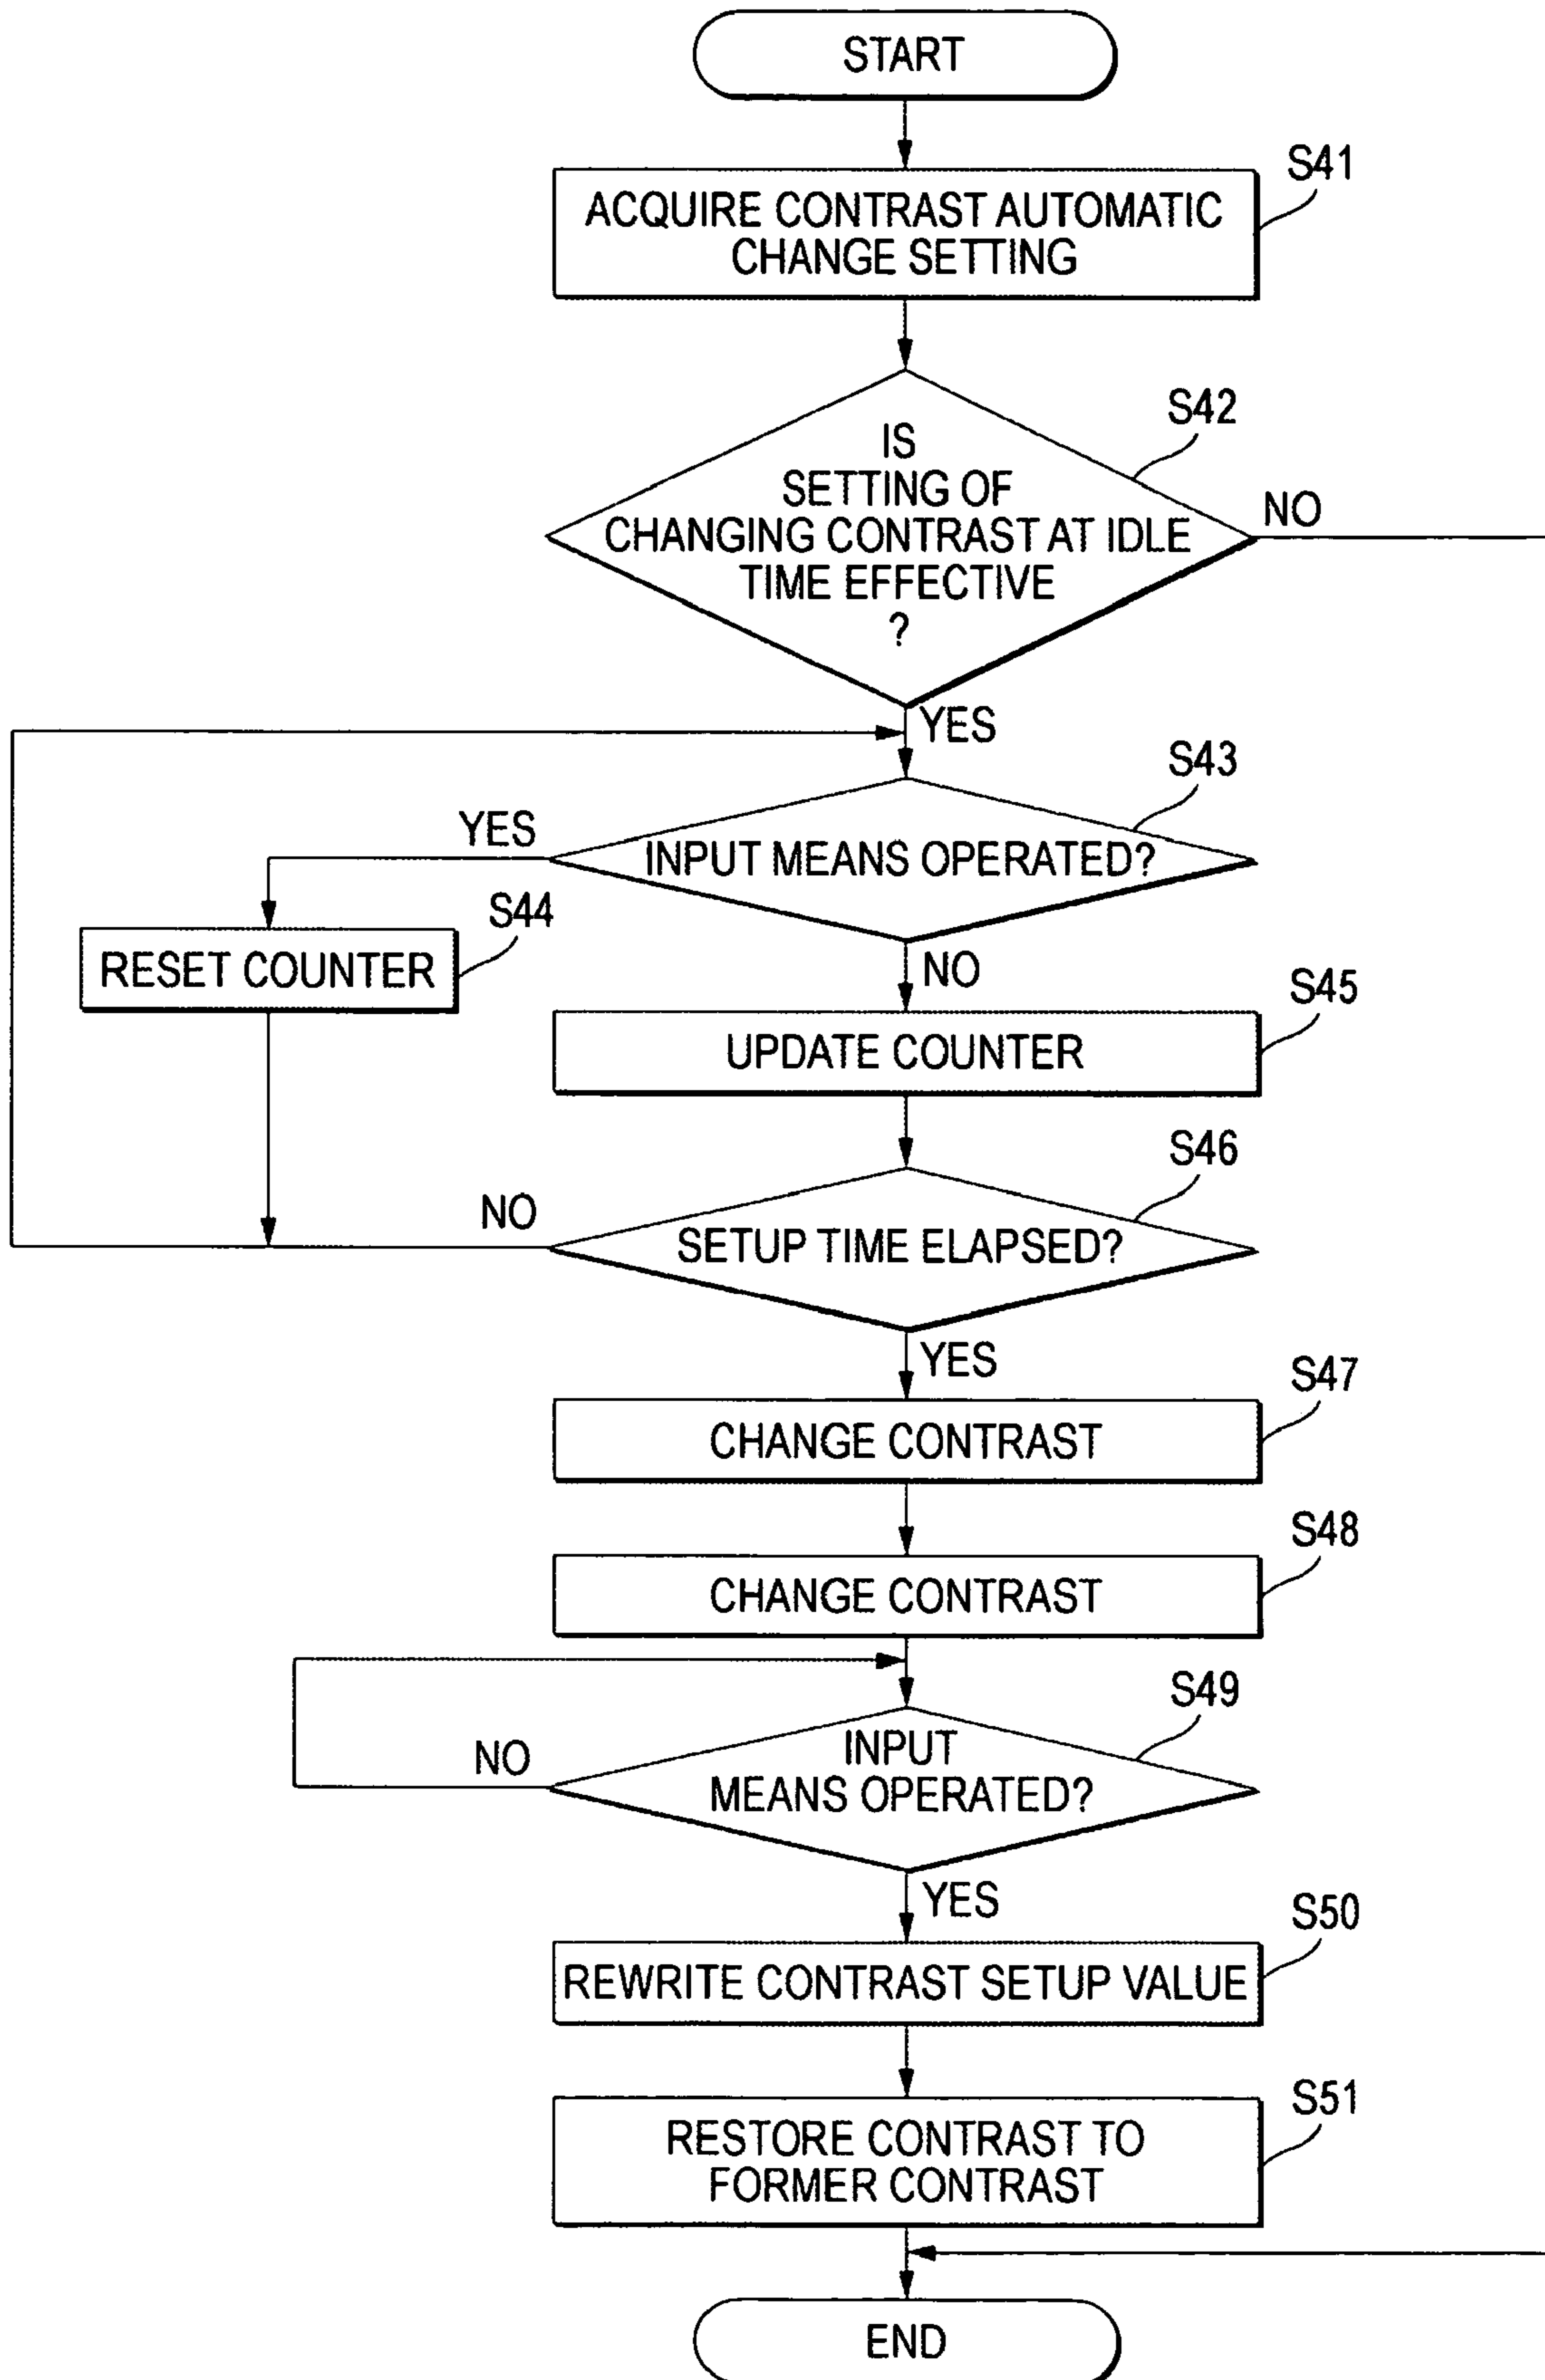 START
S41
ACQUIRE CONTRAST AUTOMATIC
CHANGE SETTING
S42
IS
SETTING OF
CHANGING CONTRAST AT IDLE
TIME EFFECTIVE
?
NO
YES
S43
YES
INPUT MEANS OPERATED?
S44
RESET COUNTER
NO
S45
UPDATE COUNTER
S46
NO
SETUP TIME ELAPSED?
YES
S47
CHANGE CONTRAST
S48
CHANGE CONTRAST
S49
NO
INPUT
MEANS OPERATED?
YES
S50
REWRITE CONTRAST SETUP VALUE
S51
RESTORE CONTRAST TO
FORMER CONTRAST
END